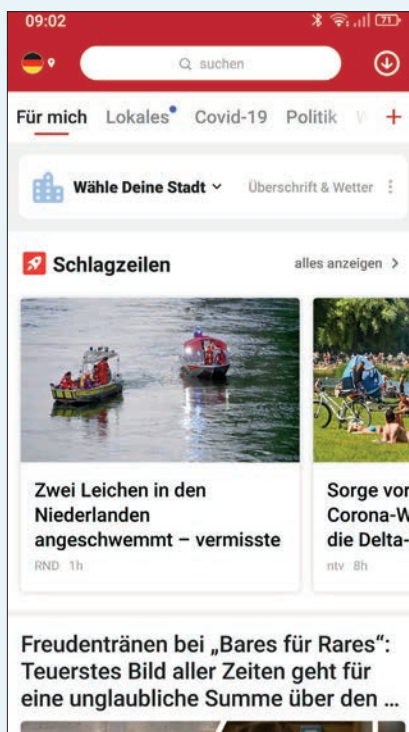 09:02 71
suchen
Für mich Lokales Covid-19 Politik W +
Wähle Deine Stadt Überschrift & Wetter
Schlagzeilen alles anzeigen >
Zwei Leichen in den
Niederlanden
angeschwemmt – vermisste
RND 1h
Sorge vor
Corona-W
die Delta-
ntv 8h
Freudentränen bei „Bares für Rares“:
Teuerstes Bild aller Zeiten geht für
eine unglaubliche Summe über den ...